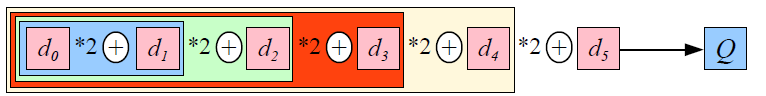 d₀ *2 + d₁ *2 + d₂ *2 + d₃ *2 + d₄ *2 + d₅ Q